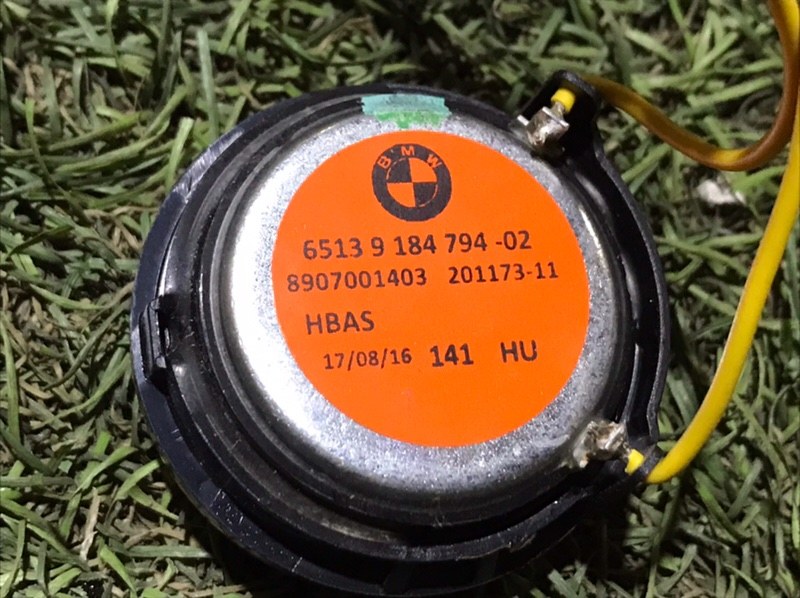 BMW
6513 9 184 794 -02
8907001403 201173-11
HBAS
17/08/16 141 HU